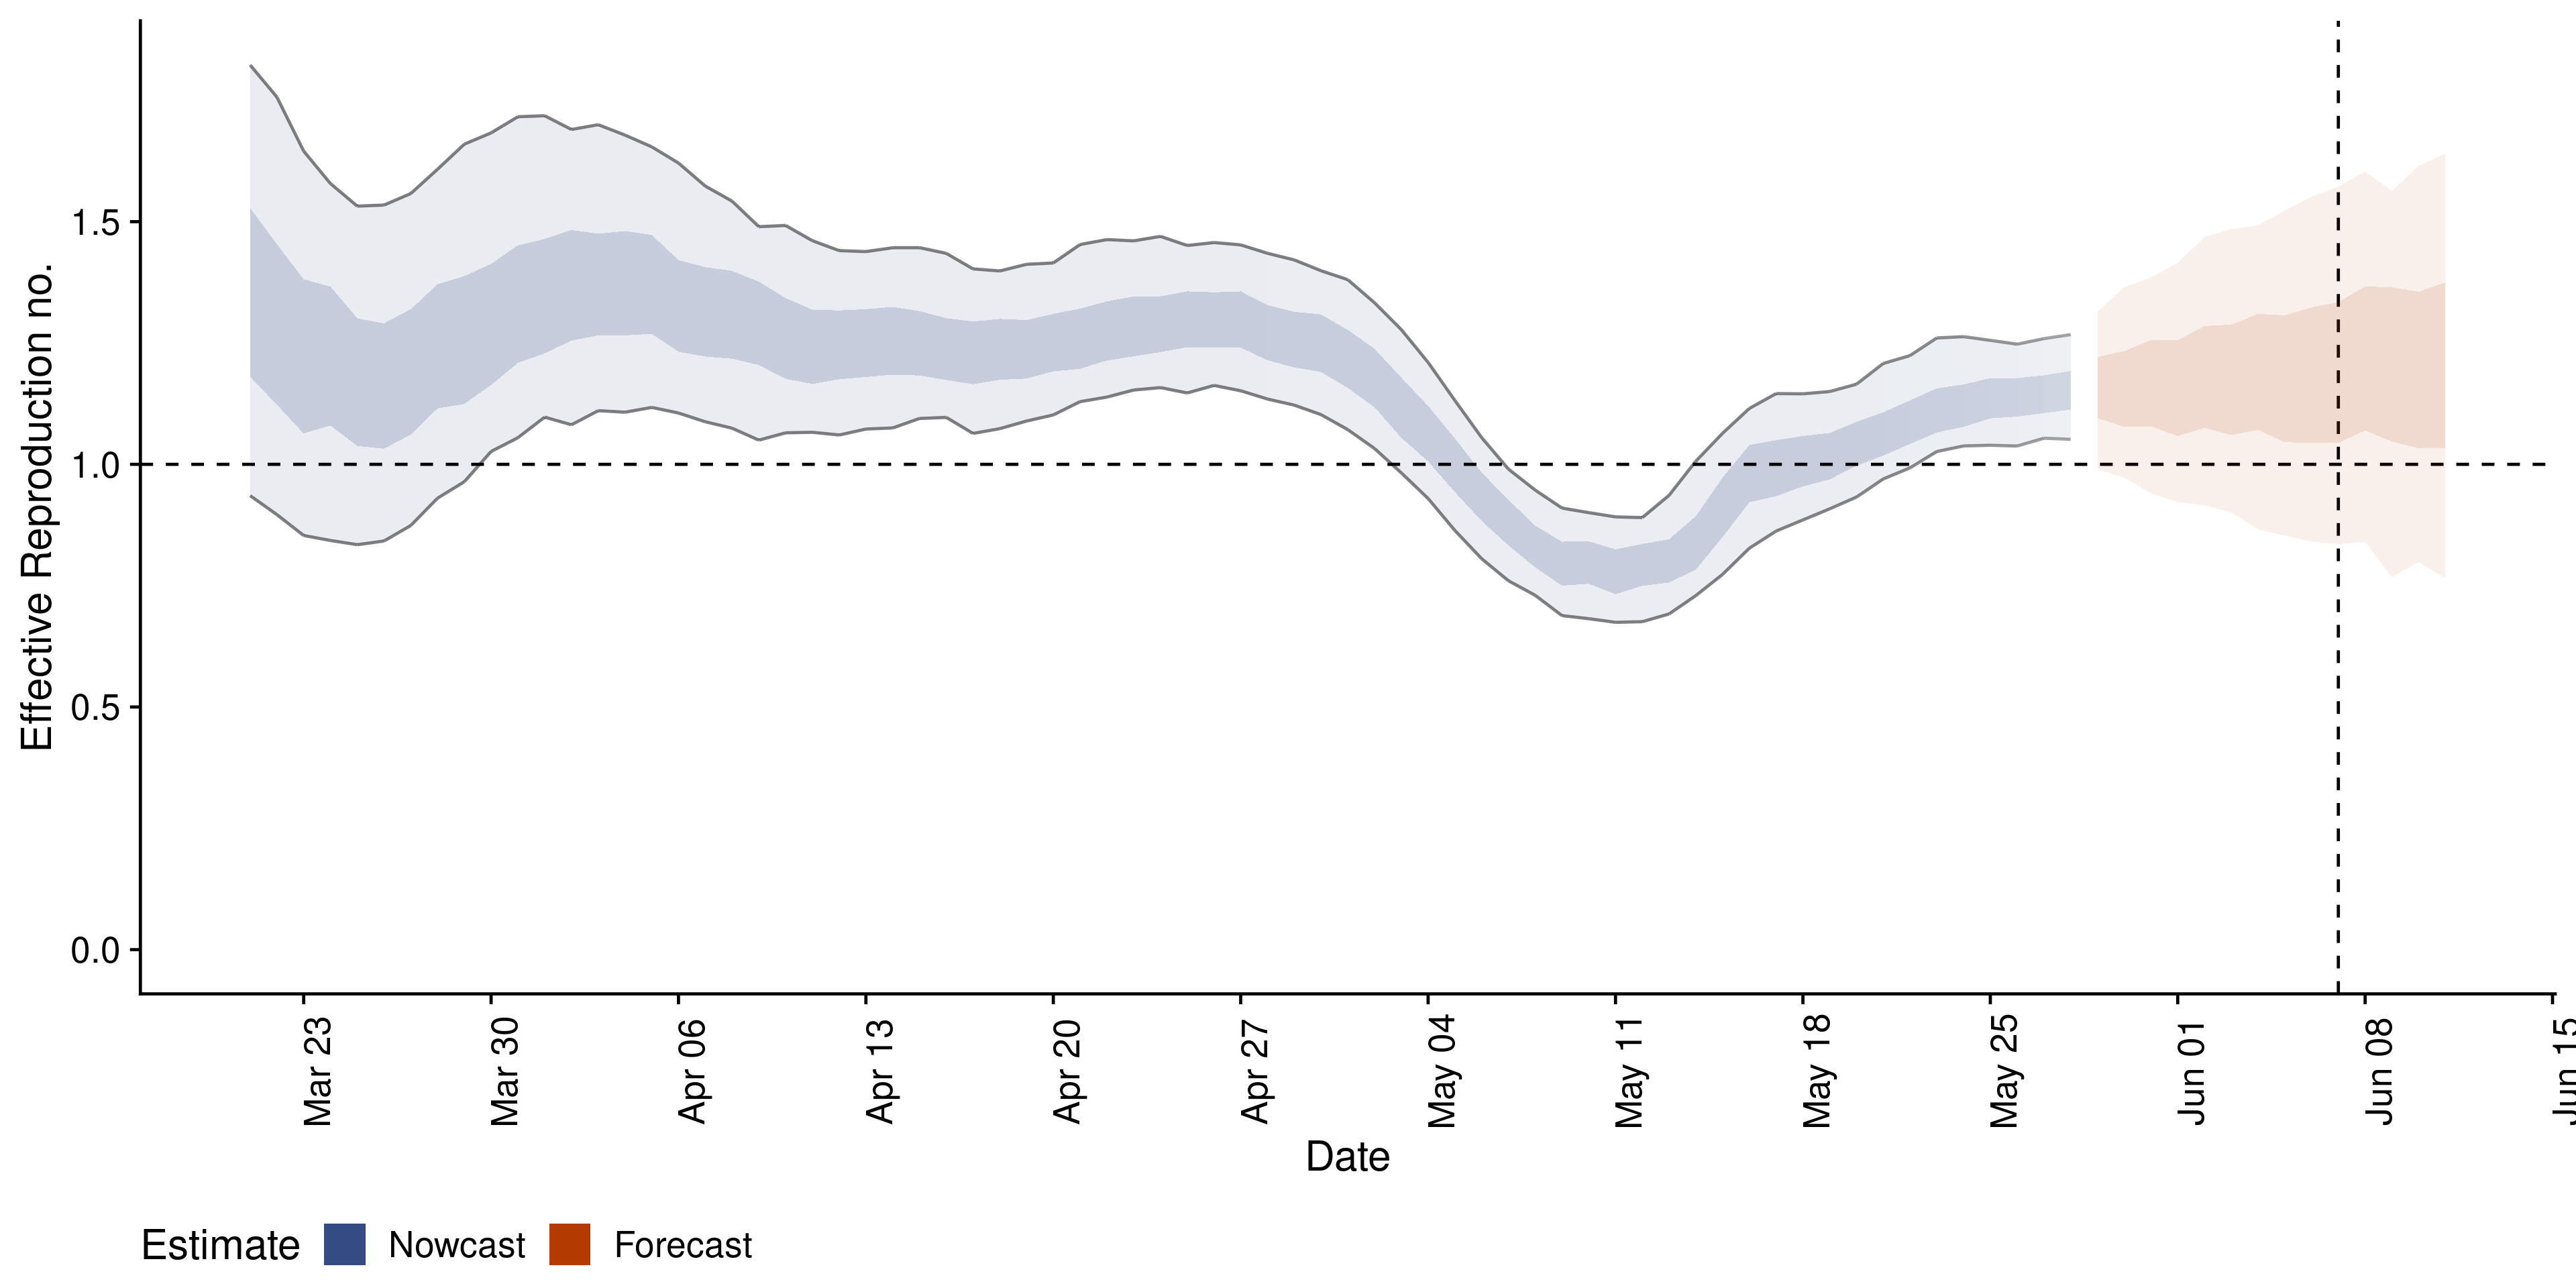 Effective Reproduction no.
1.5
1.0
0.5
0.0
Mar 23
Mar 30
Apr 06
Apr 13
Apr 20
Apr 27
May 04
May 11
May 18
May 25
Jun 01
Jun 08
Jun 15
Date
Estimate Nowcast Forecast